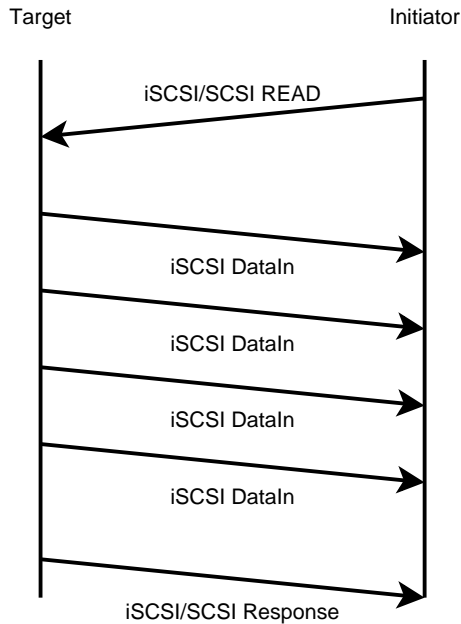 Target
Initiator
iSCSI/SCSI READ
iSCSI DataIn
iSCSI DataIn
iSCSI DataIn
iSCSI DataIn
iSCSI/SCSI Response